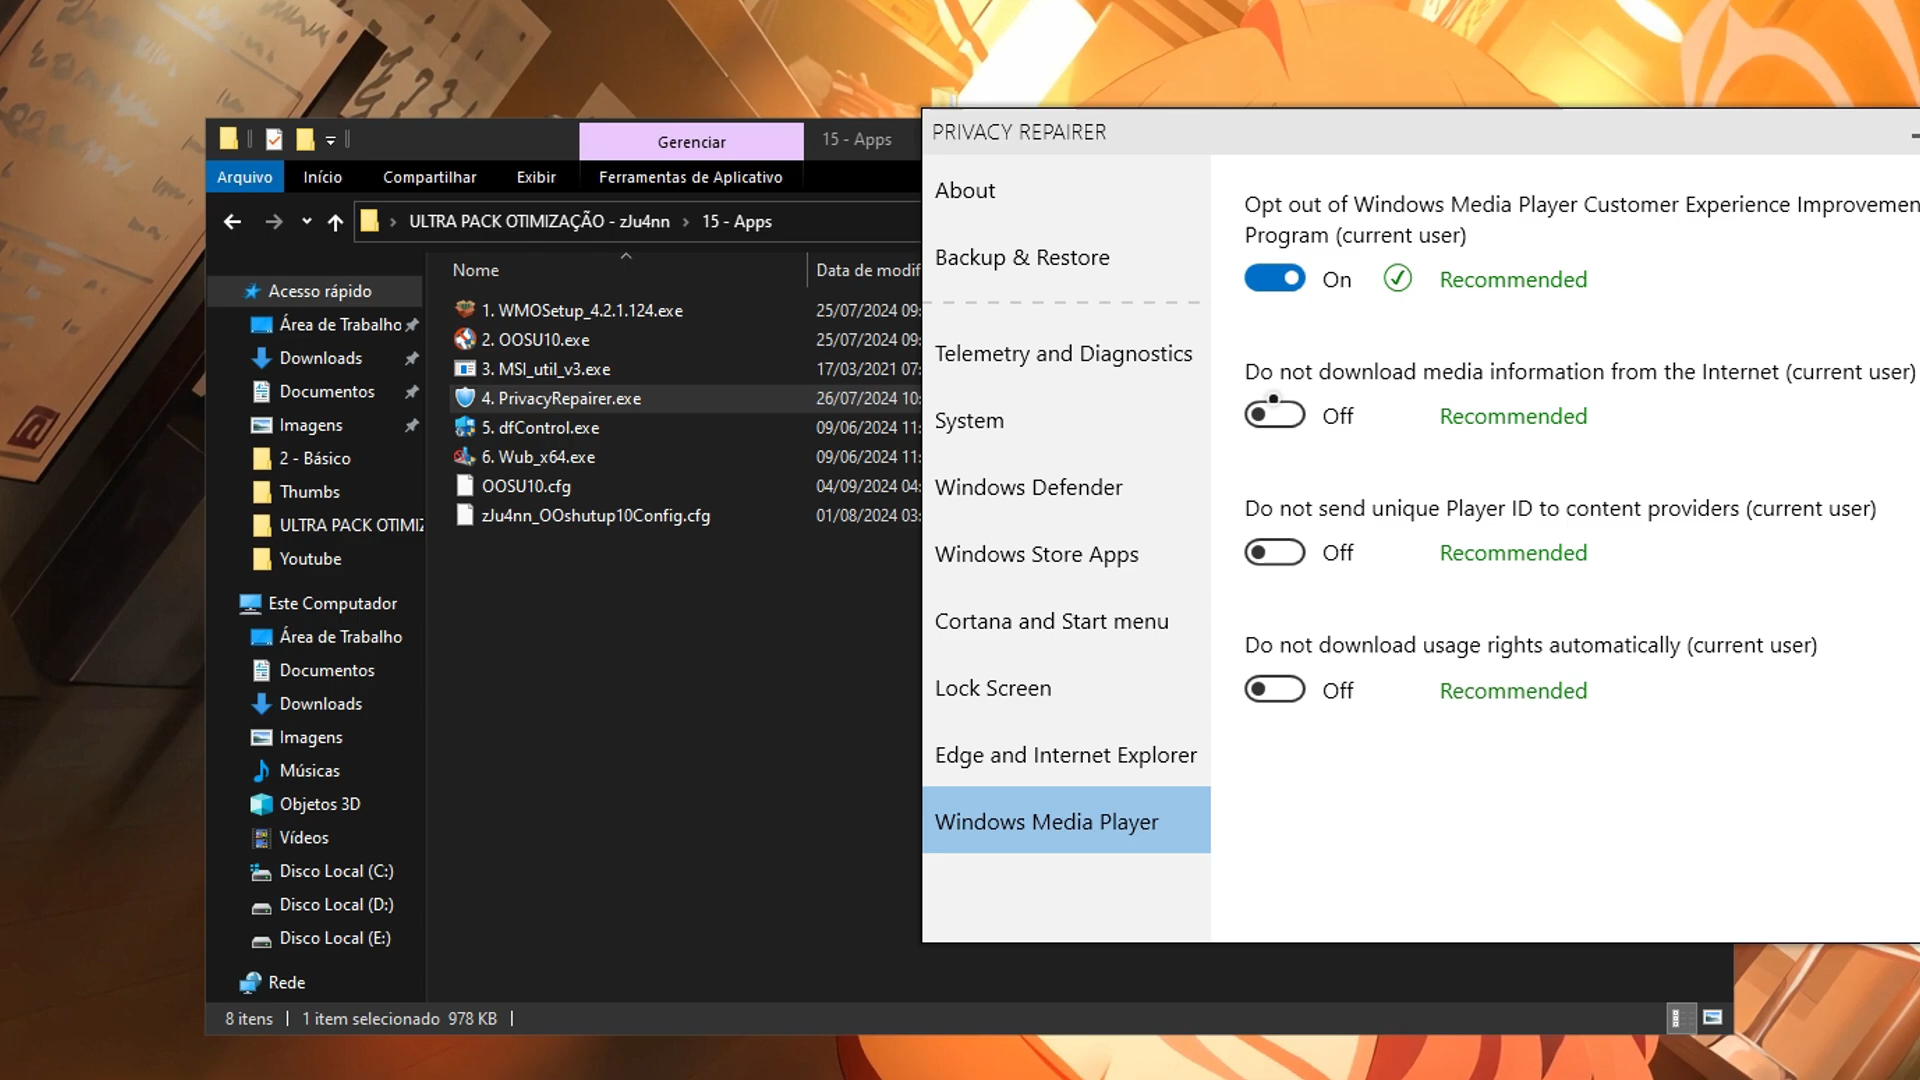 Gerenciar
15 - Apps
Arquivo
Início
Compartilhar
Exibir
Ferramentas de Aplicativo
ULTRA PACK OTIMIZAÇÃO - zJu4nn
15 - Apps
Acesso rápido
Área de Trabalho
Downloads
Documentos
Imagens
2 - Básico
Thumbs
ULTRA PACK OTIMIZ
Youtube
Este Computador
Área de Trabalho
Documentos
Downloads
Imagens
Músicas
Objetos 3D
Vídeos
Disco Local (C:)
Disco Local (D:)
Disco Local (E:)
Rede
Nome
Data de modif
1. WMOSetup_4.2.1.124.exe 25/07/2024 09:
2. OOSU10.exe 25/07/2024 09:
3. MSI_util_v3.exe 17/03/2021 07:
4. PrivacyRepairer.exe 26/07/2024 10:
5. dfControl.exe 09/06/2024 11:
6. Wub_x64.exe 09/06/2024 11:
OOSU10.cfg 04/09/2024 04:
zJu4nn_OOshutup10Config.cfg 01/08/2024 03:
8 itens
1 item selecionado 978 KB
PRIVACY REPAIRER
About
Backup & Restore
Telemetry and Diagnostics
System
Windows Defender
Windows Store Apps
Cortana and Start menu
Lock Screen
Edge and Internet Explorer
Windows Media Player
Opt out of Windows Media Player Customer Experience Improvemen
Program (current user)
On Recommended
Do not download media information from the Internet (current user)
Off Recommended
Do not send unique Player ID to content providers (current user)
Off Recommended
Do not download usage rights automatically (current user)
Off Recommended